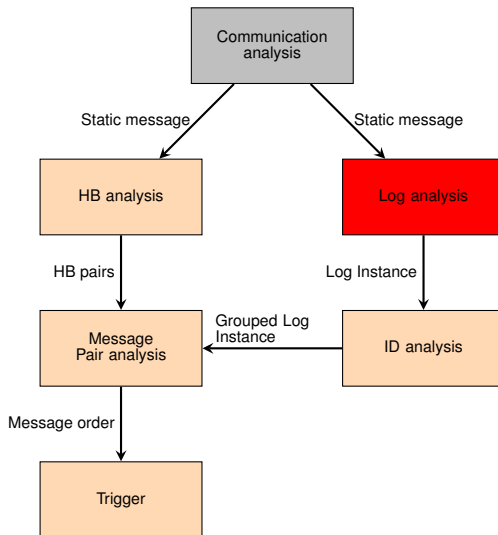 Communication
analysis
Static message
Static message
HB analysis
Log analysis
HB pairs
Log Instance
Message
Pair analysis
Grouped Log
Instance
ID analysis
Message order
Trigger